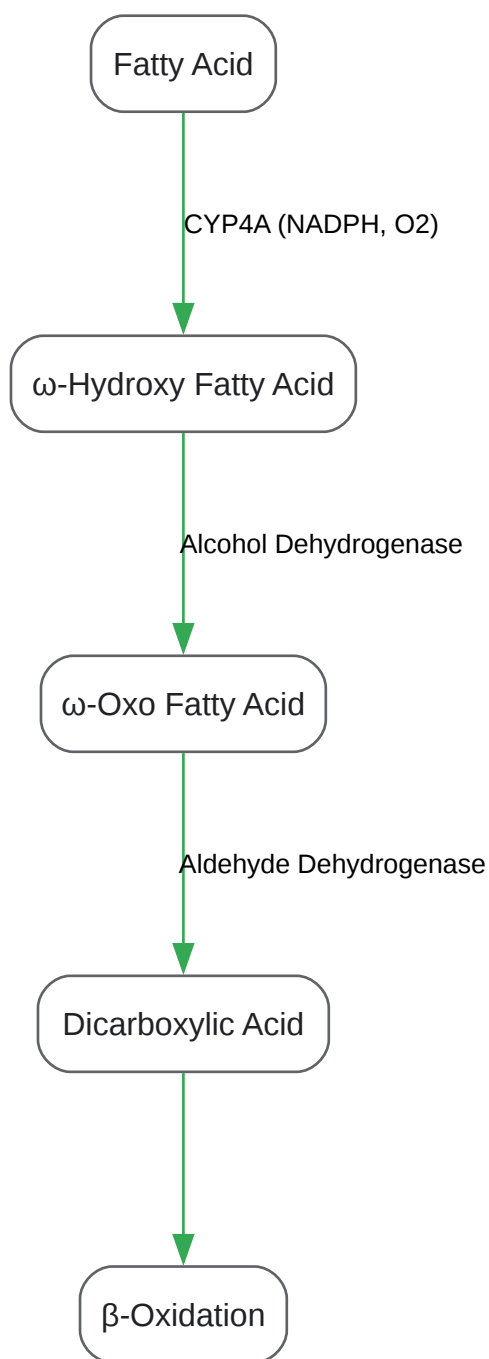 Fatty Acid
CYP4A (NADPH, O2)
ω-Hydroxy Fatty Acid
Alcohol Dehydrogenase
ω-Oxo Fatty Acid
Aldehyde Dehydrogenase
Dicarboxylic Acid
β-Oxidation